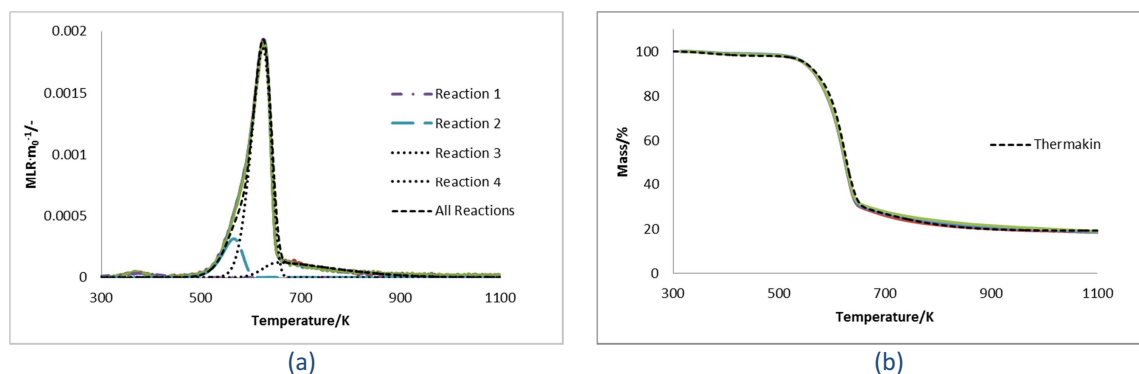 0.002
0.0015
0.001
0.0005
0
MLR·m₀⁻¹/-
300
500
700
900
1100
Temperature/K
Reaction 1
Reaction 2
Reaction 3
Reaction 4
All Reactions
(a)
100
80
60
40
20
0
Mass/%
300
500
700
900
1100
Temperature/K
Thermakin
(b)